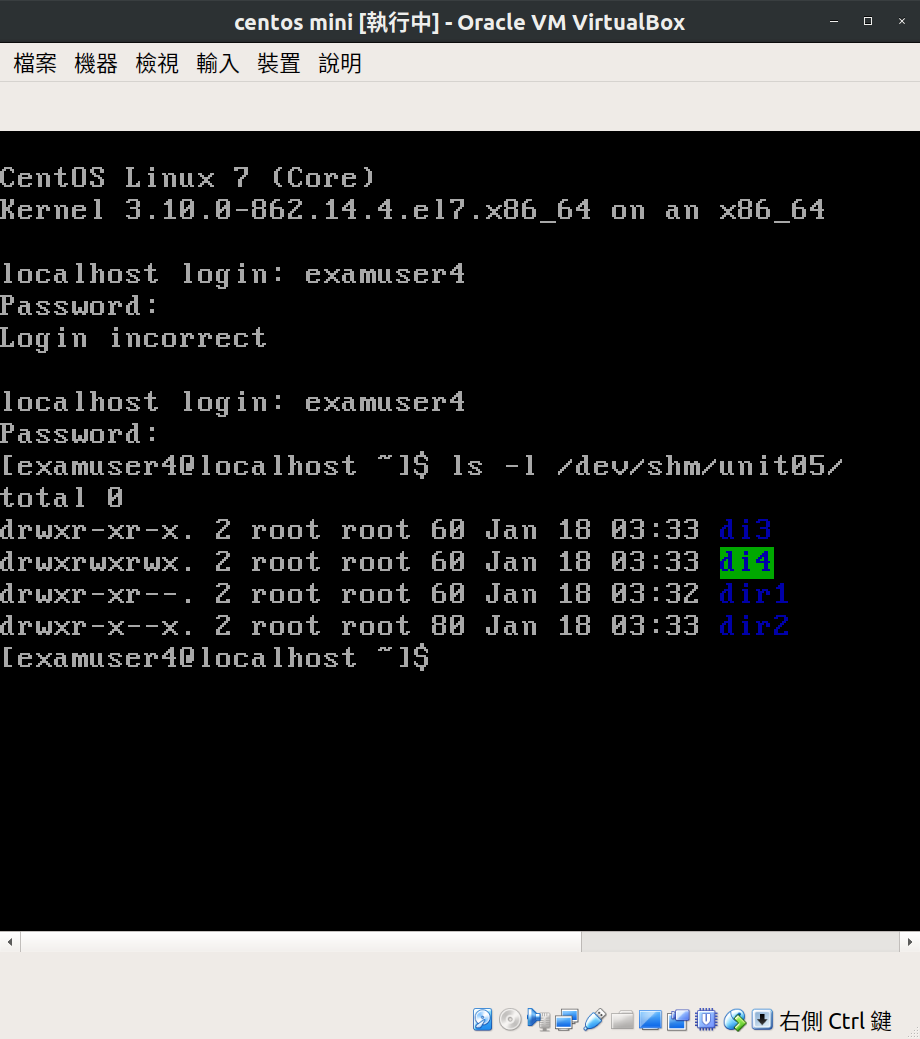 centos mini [執行中] - Oracle VM VirtualBox
檔案 機器 檢視 輸入 裝置 說明
CentOS Linux 7 (Core)
Kernel 3.10.0-862.14.4.el7.x86_64 on an x86_64
localhost login: examuser4
Password:
Login incorrect
localhost login: examuser4
Password:
[examuser4@localhost ~]$ ls -l /dev/shm/unit05/
total 0
drwxr-xr-x. 2 root root 60 Jan 18 03:33 di3
drwxrwxrwx. 2 root root 60 Jan 18 03:33 di4
drwxr-xr--. 2 root root 60 Jan 18 03:32 dir1
drwxr-x--x. 2 root root 80 Jan 18 03:33 dir2
[examuser4@localhost ~]$
右側 Ctrl 鍵